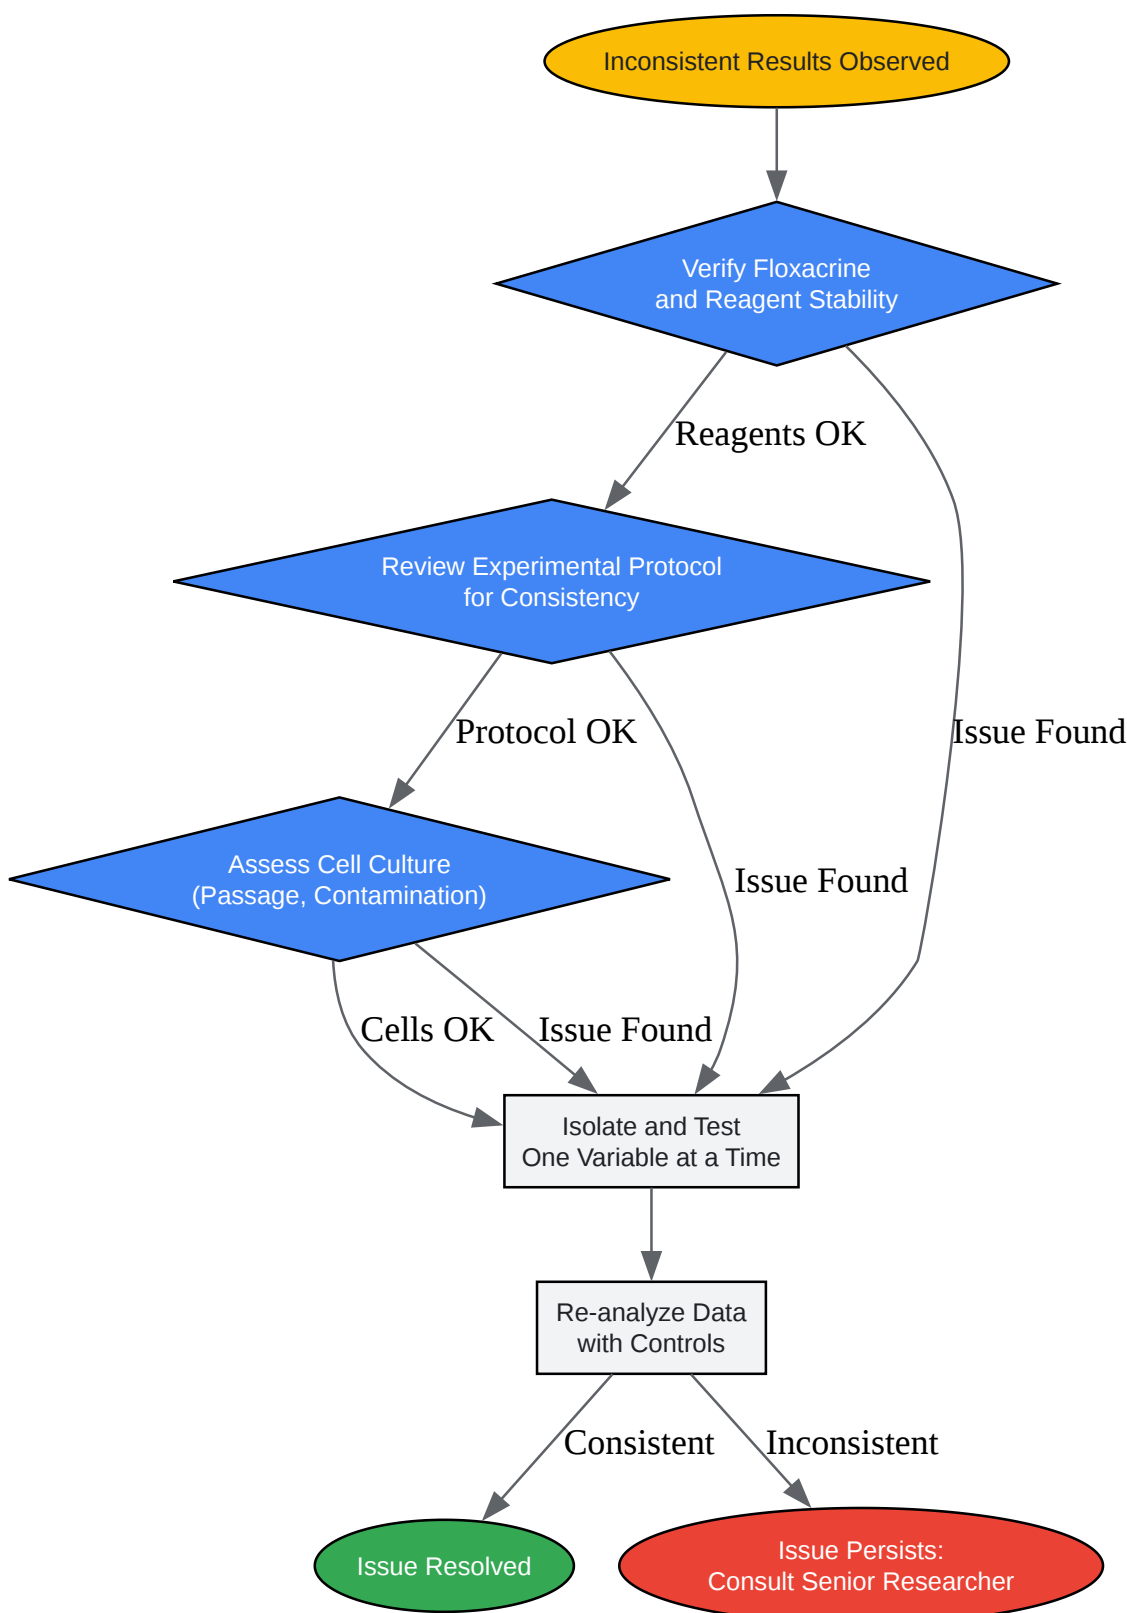 Inconsistent Results Observed
Verify Floxacrine
and Reagent Stability
Reagents OK
Review Experimental Protocol
for Consistency
Protocol OK
Issue Found
Assess Cell Culture
(Passage, Contamination)
Issue Found
Cells OK
Issue Found
Isolate and Test
One Variable at a Time
Re-analyze Data
with Controls
Consistent
Inconsistent
Issue Resolved
Issue Persists:
Consult Senior Researcher